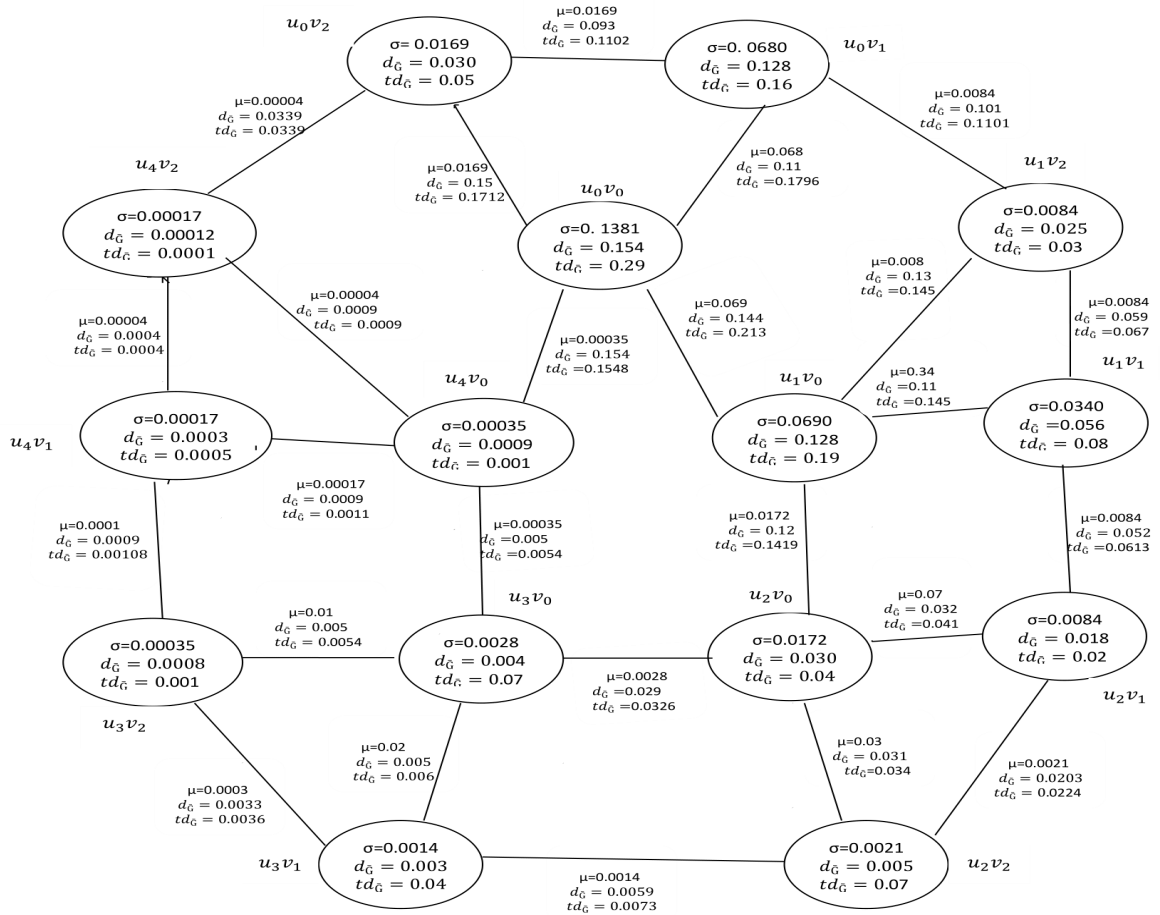 μ=0.0169
d_G̃ = 0.093
td_G̃ = 0.1102
u₀v₂
σ= 0.0169
d_G̃ = 0.030
td_G̃ = 0.05
σ=0. 0680
d_G̃ = 0.128
td_G̃ = 0.16
u₀v₁
μ=0.00004
d_G̃ = 0.0339
td_G̃ = 0.0339
μ=0.0084
d_G̃ = 0.101
td_G̃ = 0.1101
μ=0.0169
d_G̃ = 0.15
td_G̃ = 0.1712
μ=0.068
d_G̃ = 0.11
td_G̃ =0.1796
u₄v₂
σ=0.00017
d_G̃ = 0.00012
td_G̃ = 0.0001
u₀v₀
σ=0. 1381
d_G̃ = 0.154
td_G̃ = 0.29
u₁v₂
σ=0.0084
d_G̃ = 0.025
td_G̃ = 0.03
μ=0.00004
d_G̃ = 0.0004
td_G̃ = 0.0004
μ=0.00004
d_G̃ = 0.0009
td_G̃ = 0.0009
μ=0.00035
d_G̃ = 0.154
td_G̃ =0.1548
μ=0.069
d_G̃ = 0.144
td_G̃ = 0.213
μ=0.008
d_G̃ = 0.13
td_G̃ =0.145
μ=0.0084
d_G̃ = 0.059
td_G̃ =0.067
u₄v₁
σ=0.00017
d_G̃ = 0.0003
td_G̃ = 0.0005
u₄v₀
σ=0.00035
d_G̃ = 0.0009
td_G̃ = 0.001
u₁v₀
σ=0.0690
d_G̃ = 0.128
td_G̃ = 0.19
μ=0.34
d_G̃ = 0.11
td_G̃ = 0.145
u₁v₁
σ=0.0340
d_G̃ =0.056
td_G̃ = 0.08
μ=0.00017
d_G̃ = 0.0009
td_G̃ = 0.0011
μ=0.0001
d_G̃ = 0.0009
td_G̃ = 0.00108
μ=0.00035
d_G̃ =0.005
td_G̃ =0.0054
μ=0.0172
d_G̃ = 0.12
td_G̃ =0.1419
μ=0.0084
d_G̃ = 0.052
td_G̃ =0.0613
μ=0.01
d_G̃ = 0.005
td_G̃ = 0.0054
μ=0.07
d_G̃ = 0.032
td_G̃ =0.041
σ=0.00035
d_G̃ = 0.0008
td_G̃ = 0.001
u₃v₂
u₃v₀
σ=0.0028
d_G̃ = 0.004
td_G̃ = 0.07
μ=0.0028
d_G̃ =0.029
td_G̃ =0.0326
u₂v₀
σ=0.0172
d_G̃ = 0.030
td_G̃ = 0.04
σ=0.0084
d_G̃ = 0.018
td_G̃ = 0.02
u₂v₁
μ=0.0003
d_G̃ = 0.0033
td_G̃ = 0.0036
μ=0.02
d_G̃ = 0.005
td_G̃ = 0.006
μ=0.03
d_G̃ = 0.031
td_G̃=0.034
μ=0.0021
d_G̃ = 0.0203
td_G̃ = 0.0224
u₃v₁
σ=0.0014
d_G̃ = 0.003
td_G̃ = 0.04
μ=0.0014
d_G̃ = 0.0059
td_G̃ = 0.0073
σ=0.0021
d_G̃ = 0.005
td_G̃ = 0.07
u₂v₂